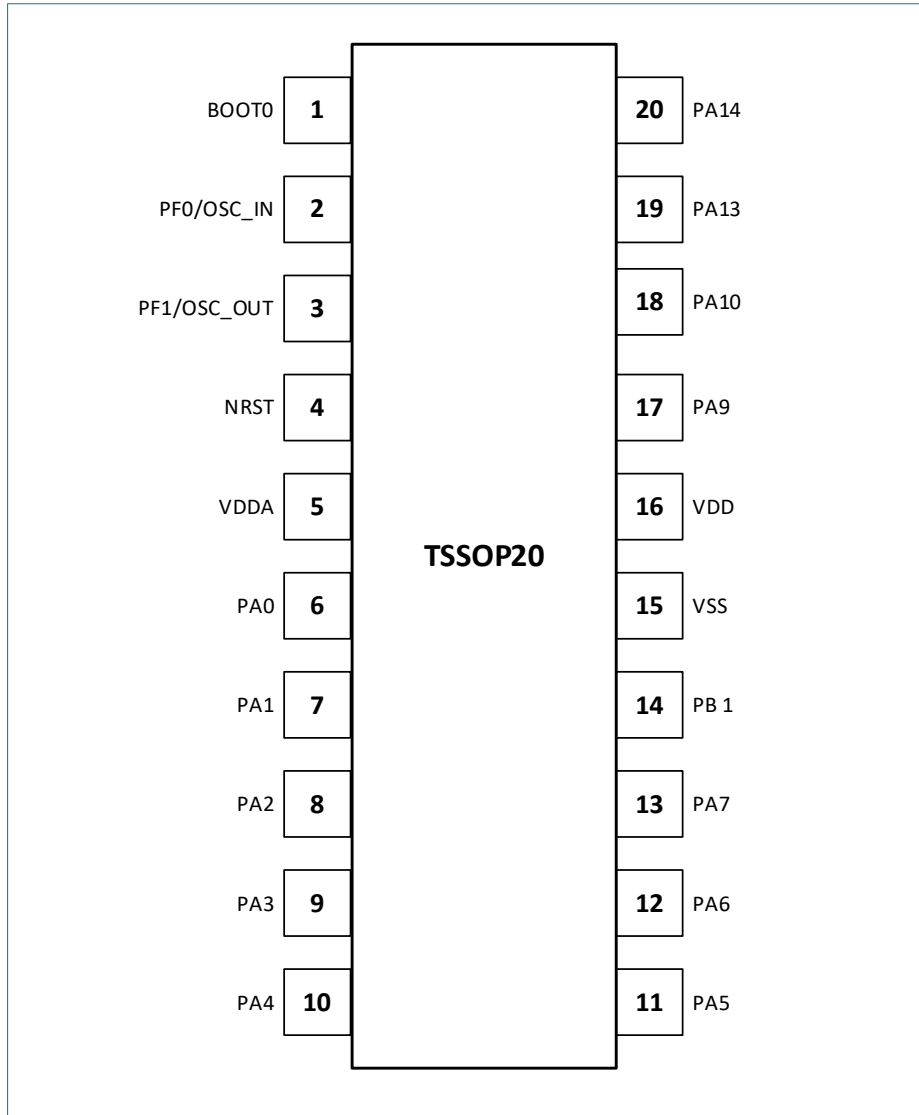 BOOT0 1 20 PA14
PF0/OSC_IN 2 19 PA13
PF1/OSC_OUT 3 18 PA10
NRST 4 17 PA9
VDDA 5 16 VDD
TSSOP20
PA0 6 15 VSS
PA1 7 14 PB 1
PA2 8 13 PA7
PA3 9 12 PA6
PA4 10 11 PA5